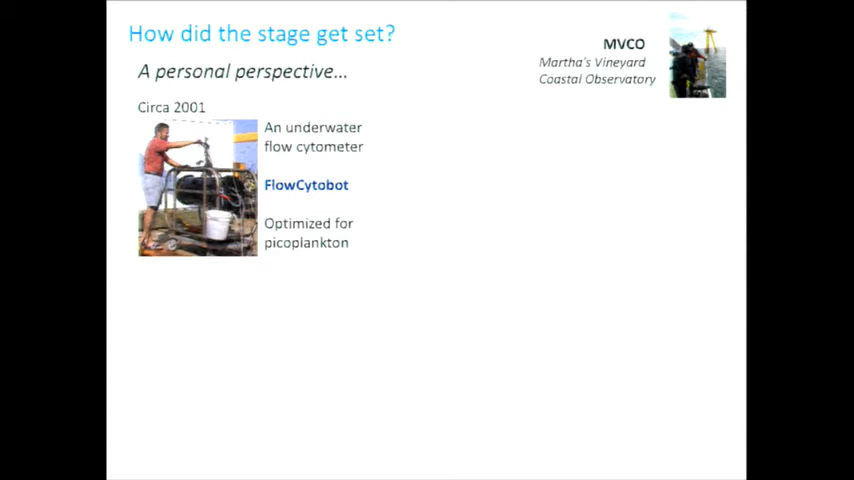 How did the stage get set?
MVCO
Martha's Vineyard
Coastal Observatory
A personal perspective...
Circa 2001
An underwater
flow cytometer
FlowCytobot
Optimized for
picoplankton